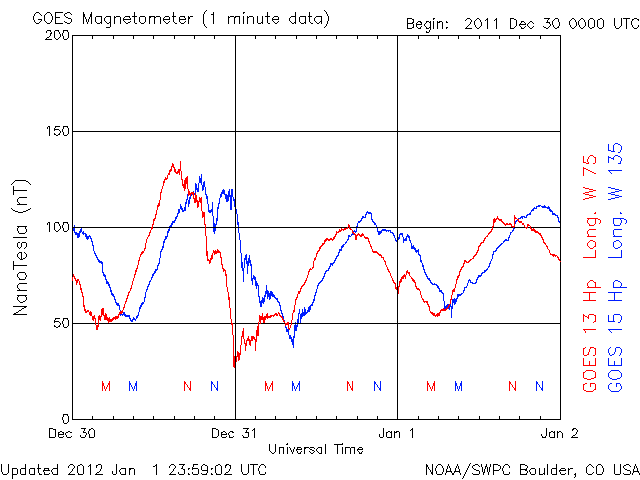 GOES Magnetometer (1 minute data)
Begin: 2011 Dec 30 0000 UTC
200
150
100
50
0
NanoTesla (nT)
M M N N M M N N M M N N
Dec 30 Dec 31 Jan 1 Jan 2
Universal Time
GOES 13 Hp Long. W 75
GOES 15 Hp Long. W 135
Updated 2012 Jan 1 23:59:02 UTC
NOAA/SWPC Boulder, CO USA